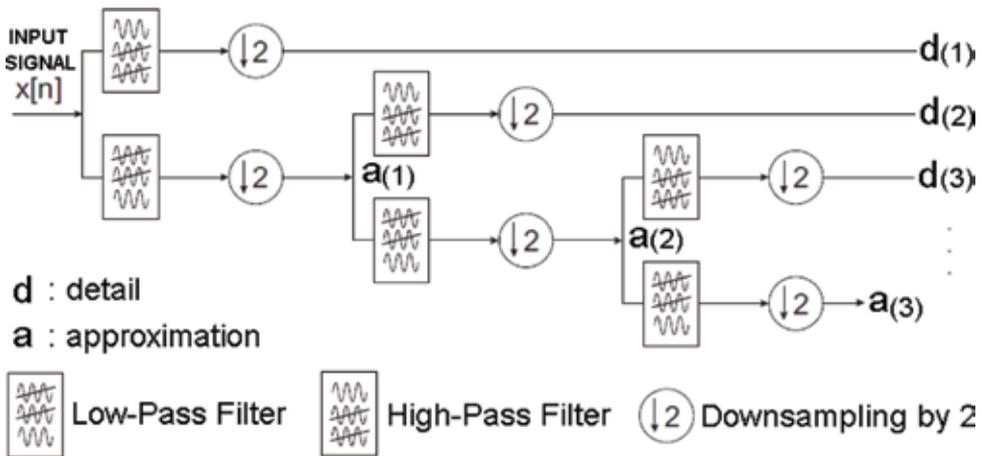 INPUT
SIGNAL
x[n]
↓2
d(1)
↓2
a(1)
↓2
d(2)
↓2
a(2)
↓2
d(3)
↓2
a(3)
d : detail
a : approximation
Low-Pass Filter
High-Pass Filter
↓2 Downsampling by 2